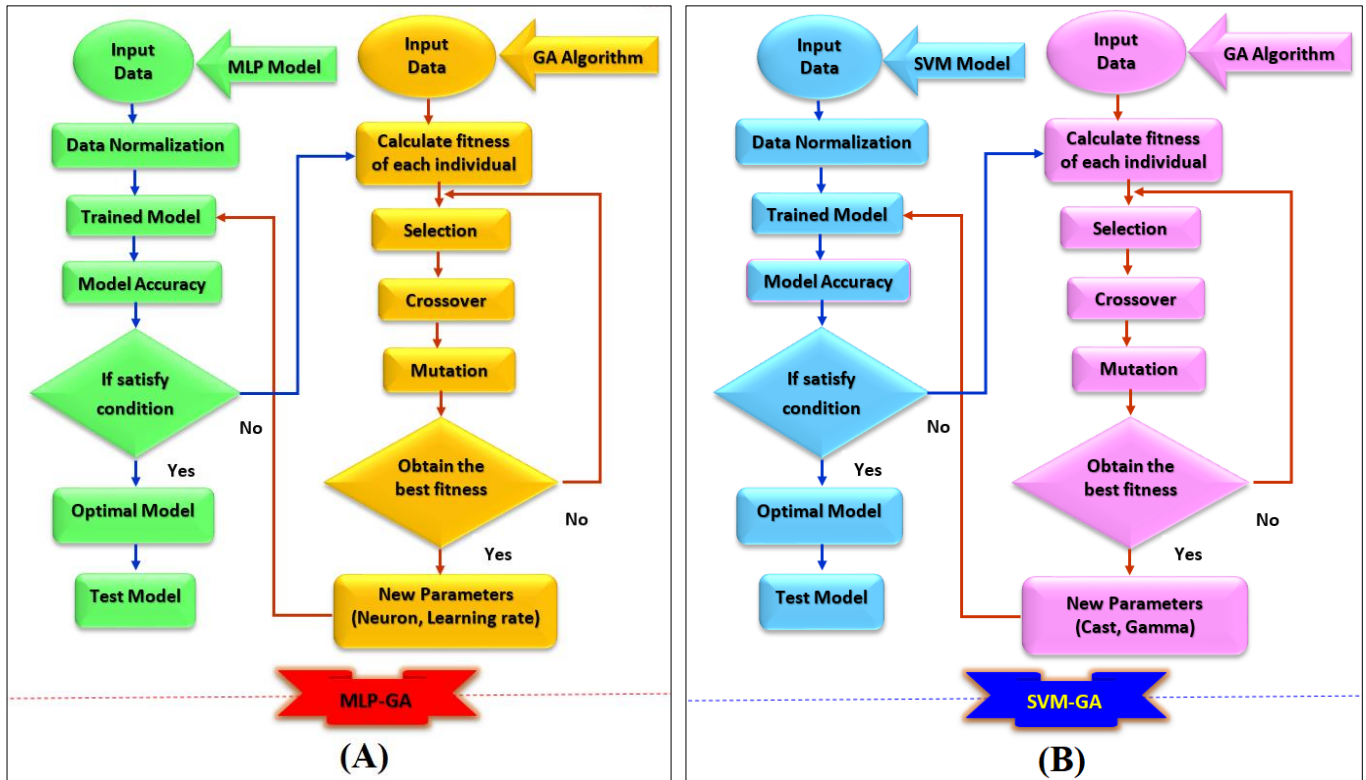 Input
Data
MLP Model
Data Normalization
Trained Model
Model Accuracy
If satisfy
condition
No
Yes
Optimal Model
Test Model
Input
Data
GA Algorithm
Calculate fitness
of each individual
Selection
Crossover
Mutation
Obtain the
best fitness
No
Yes
New Parameters
(Neuron, Learning rate)
MLP-GA
(A)
Input
Data
SVM Model
Data Normalization
Trained Model
Model Accuracy
If satisfy
condition
No
Yes
Optimal Model
Test Model
Input
Data
GA Algorithm
Calculate fitness
of each individual
Selection
Crossover
Mutation
Obtain the
best fitness
No
Yes
New Parameters
(Cast, Gamma)
SVM-GA
(B)